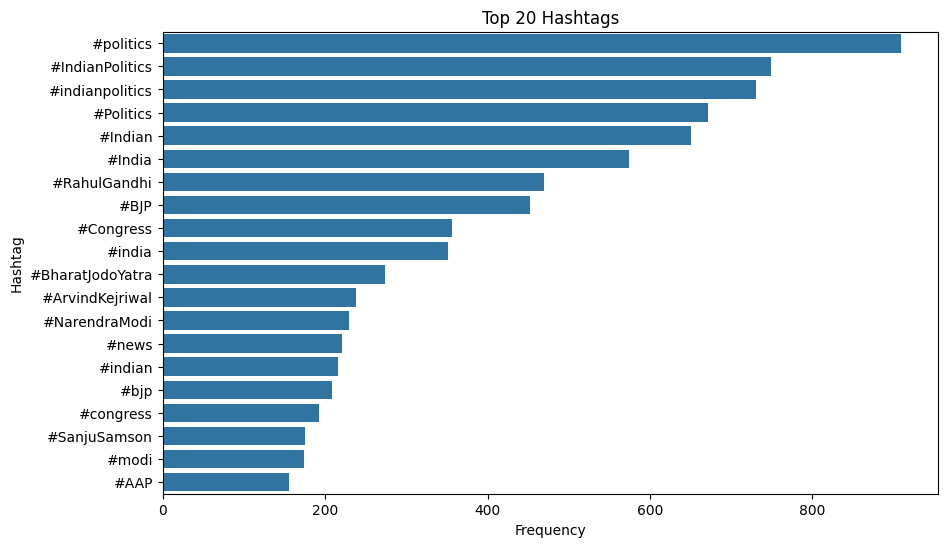 Top 20 Hashtags
#politics
#IndianPolitics
#indianpolitics
#Politics
#Indian
#India
#RahulGandhi
#BJP
#Congress
#india
#BharatJodoYatra
#ArvindKejriwal
#NarendraModi
#news
#indian
#bjp
#congress
#SanjuSamson
#modi
#AAP
Hashtag
0 200 400 600 800
Frequency